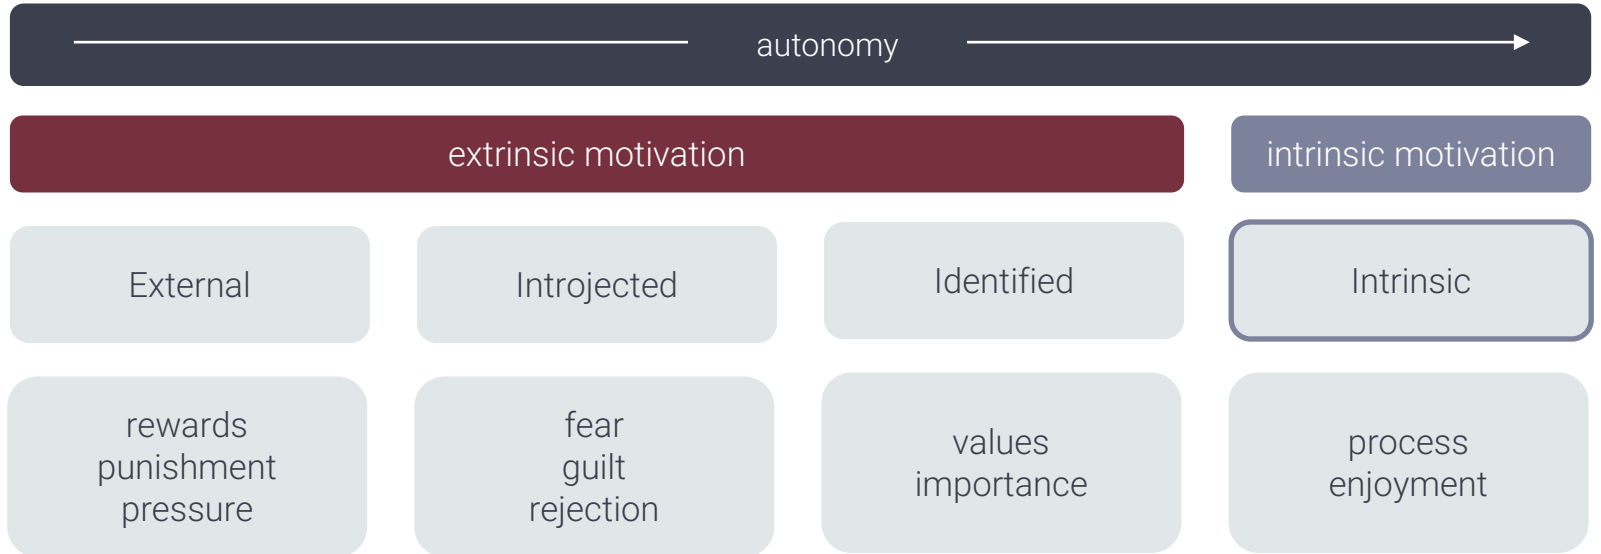 autonomy
extrinsic motivation
intrinsic motivation
External
Introjected
Identified
Intrinsic
rewards
punishment
pressure
fear
guilt
rejection
values
importance
process
enjoyment